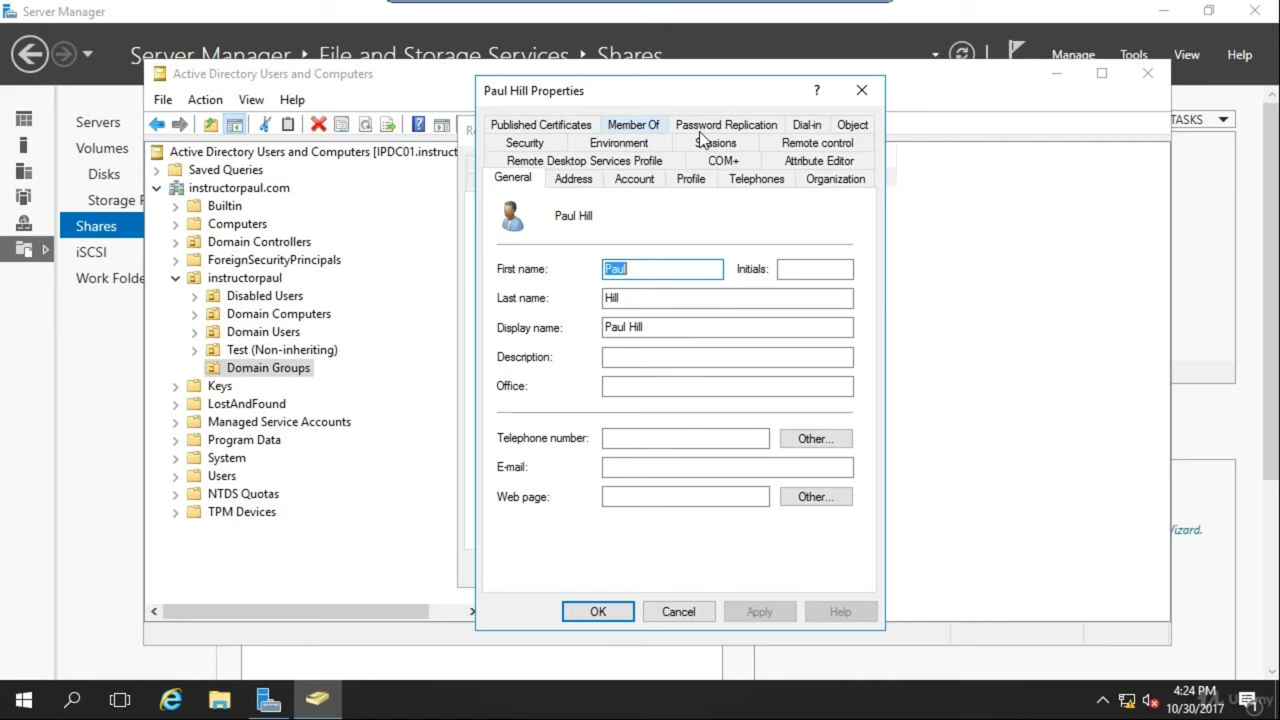 Server Manager
Server Manager ‣ File and Storage Services ‣ Shares
Manage Tools View Help
Servers
Volumes
Disks
Storage P
Shares
iSCSI
Work Folde
TASKS
Wizard.
Active Directory Users and Computers
File Action View Help
Active Directory Users and Computers [IPDC01.instruct
Saved Queries
instructorpaul.com
Builtin
Computers
Domain Controllers
ForeignSecurityPrincipals
instructorpaul
Disabled Users
Domain Computers
Domain Users
Test (Non-inheriting)
Domain Groups
Keys
LostAndFound
Managed Service Accounts
Program Data
System
Users
NTDS Quotas
TPM Devices
Paul Hill Properties
Published Certificates Member Of Password Replication Dial-in Object
Security Environment Sessions Remote control
Remote Desktop Services Profile COM+ Attribute Editor
General Address Account Profile Telephones Organization
Paul Hill
First name: Paul Initials:
Last name: Hill
Display name: Paul Hill
Description:
Office:
Telephone number: Other...
E-mail:
Web page: Other...
OK Cancel Apply Help
4:24 PM
10/30/2017
Udemy
1